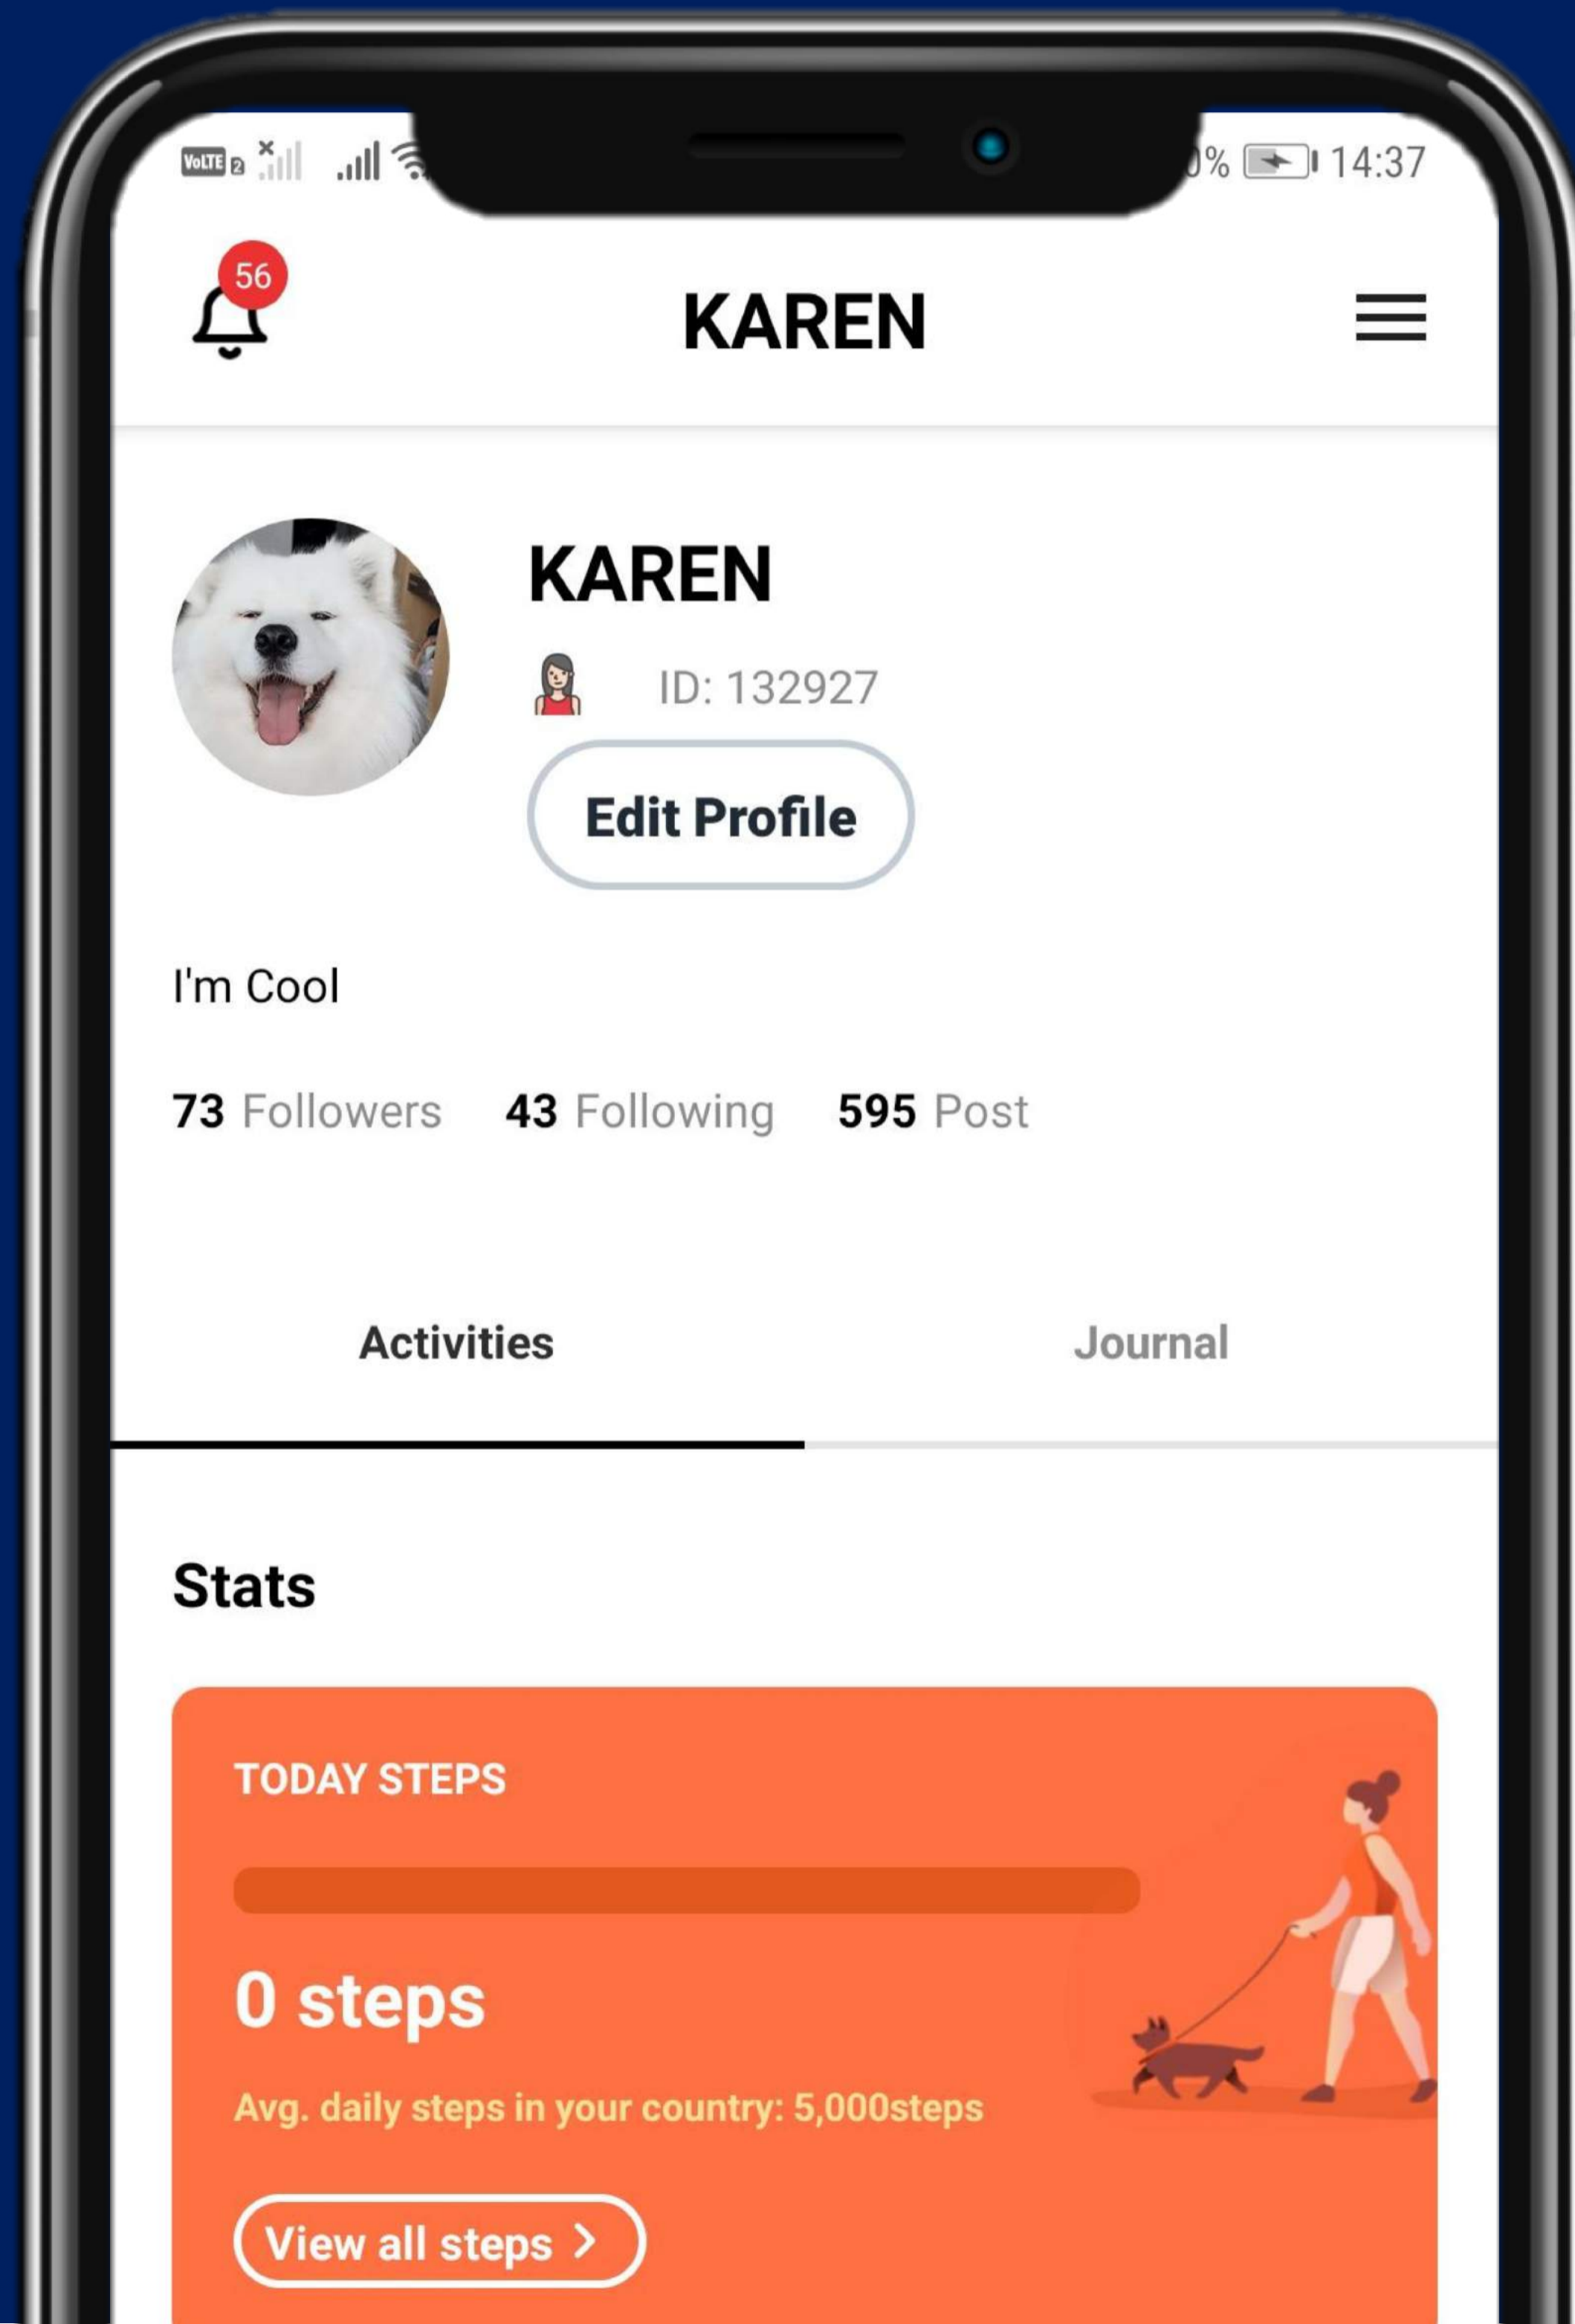 VoLTE 2
% 14:37
56
KAREN
KAREN
ID: 132927
Edit Profile
I'm Cool
73 Followers 43 Following 595 Post
Activities Journal
Stats
TODAY STEPS
0 steps
Avg. daily steps in your country: 5,000steps
View all steps >